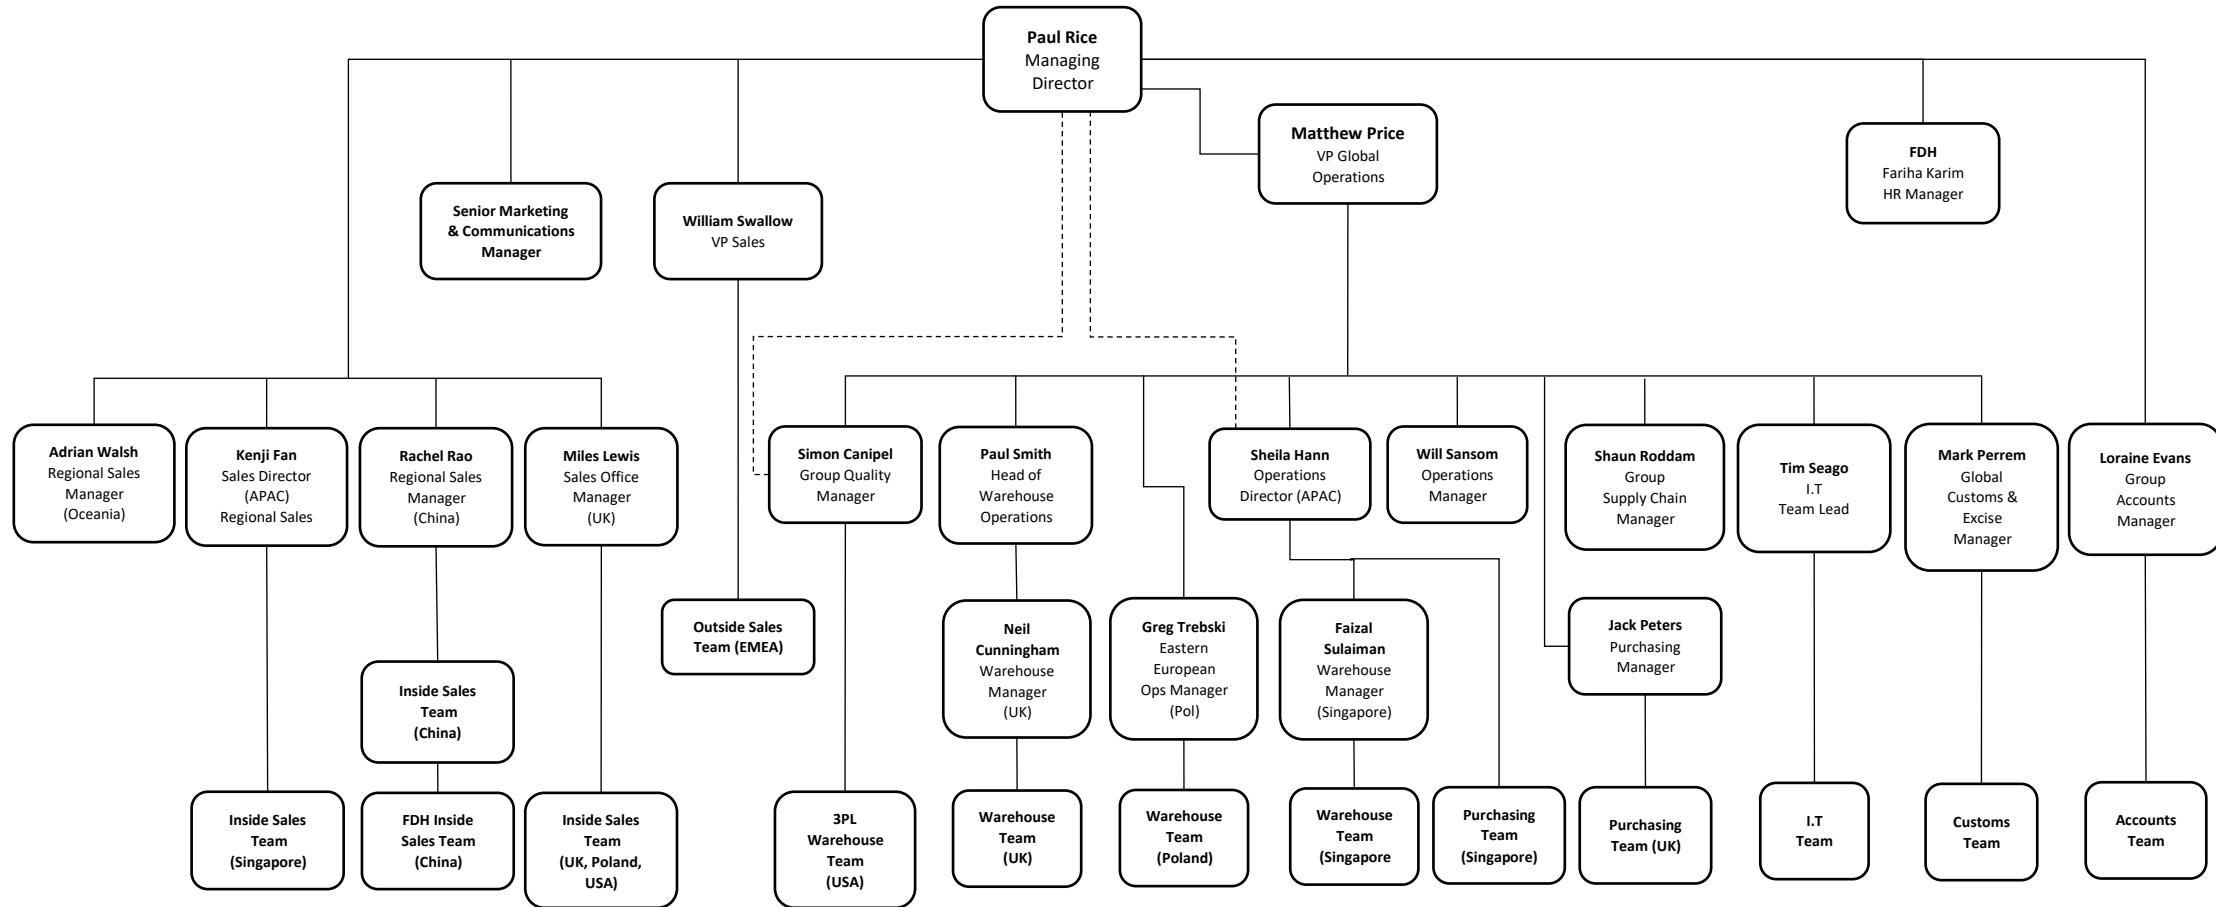 Paul Rice
Managing
Director
Matthew Price
VP Global
Operations
FDH
Fariha Karim
HR Manager
Senior Marketing
& Communications
Manager
William Swallow
VP Sales
Adrian Walsh
Regional Sales
Manager
(Oceania)
Kenji Fan
Sales Director
(APAC)
Regional Sales
Rachel Rao
Regional Sales
Manager
(China)
Miles Lewis
Sales Office
Manager
(UK)
Simon Canipel
Group Quality
Manager
Paul Smith
Head of
Warehouse
Operations
Sheila Hann
Operations
Director (APAC)
Will Sansom
Operations
Manager
Shaun Roddam
Group
Supply Chain
Manager
Tim Seago
I.T
Team Lead
Mark Perrem
Global
Customs &
Excise
Manager
Loraine Evans
Group
Accounts
Manager
Outside Sales
Team (EMEA)
Neil
Cunningham
Warehouse
Manager
(UK)
Greg Trebski
Eastern
European
Ops Manager
(Pol)
Faizal
Sulaiman
Warehouse
Manager
(Singapore)
Jack Peters
Purchasing
Manager
Inside Sales
Team
(China)
Inside Sales
Team
(Singapore)
FDH Inside
Sales Team
(China)
Inside Sales
Team
(UK, Poland,
USA)
3PL
Warehouse
Team
(USA)
Warehouse
Team
(UK)
Warehouse
Team
(Poland)
Warehouse
Team
(Singapore
Purchasing
Team
(Singapore)
Purchasing
Team (UK)
I.T
Team
Customs
Team
Accounts
Team